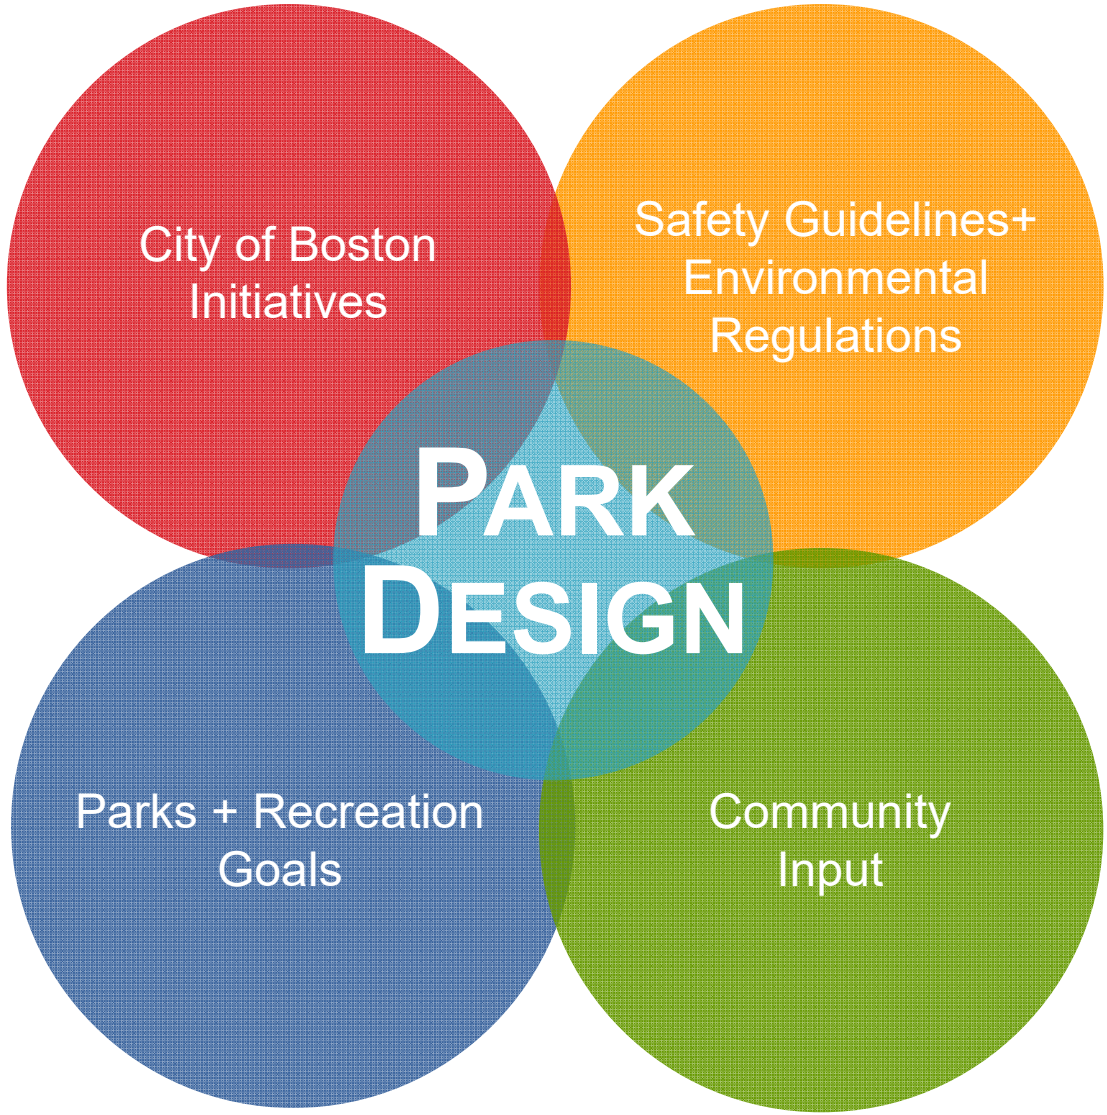 City of Boston
Initiatives
Safety Guidelines+
Environmental
Regulations
PARK
DESIGN
Parks + Recreation
Goals
Community
Input